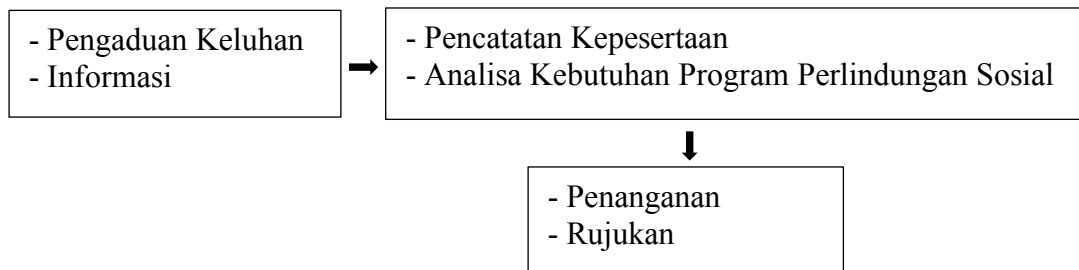 - Pengaduan Keluhan
- Informasi
- Pencatatan Kepesertaan
- Analisa Kebutuhan Program Perlindungan Sosial
- Penanganan
- Rujukan